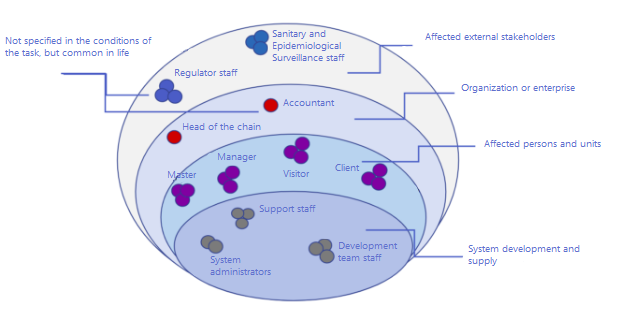 Not specified in the conditions of
the task, but common in life
Sanitary and
Epidemiological
Surveillance staff
Affected external stakeholders
Regulator staff
Organization or enterprise
Accountant
Head of the chain
Affected persons and units
Manager
Visitor
Client
Master
Support staff
System
administrators
Development
team staff
System development and
supply